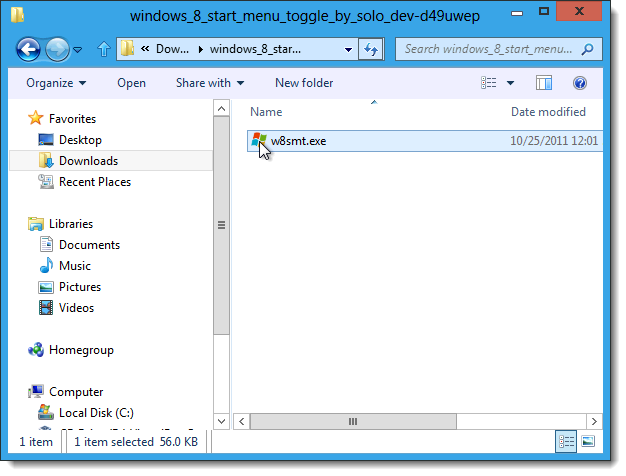 windows_8_start_menu_toggle_by_solo_dev-d49uwep
« Dow... windows_8_star...
Search windows_8_start_menu...
Organize Open Share with New folder
Name Date modified
w8smt.exe 10/25/2011 12:01
Favorites
Desktop
Downloads
Recent Places
Libraries
Documents
Music
Pictures
Videos
Homegroup
Computer
Local Disk (C:)
1 item 1 item selected 56.0 KB